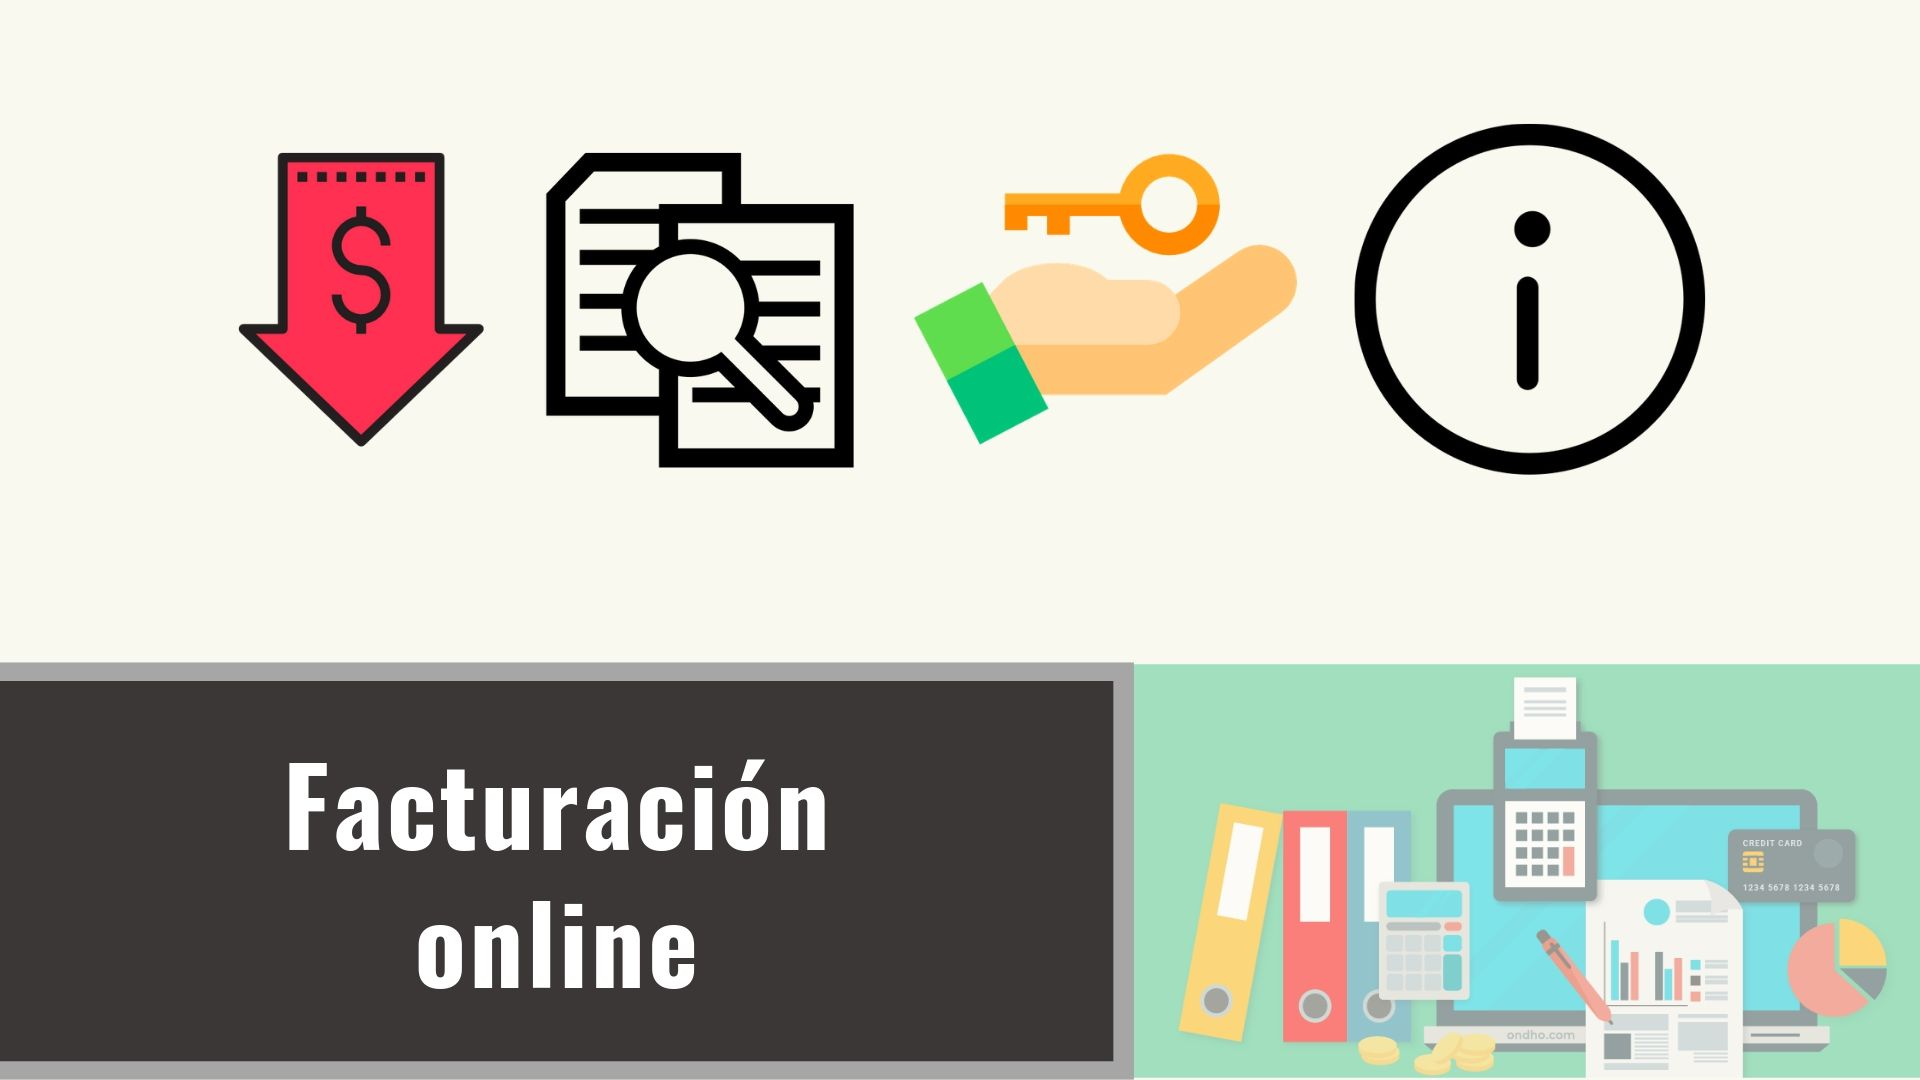 $
i
Facturación
online
CREDIT CARD
1234 5678 1234 5678
ondho.com